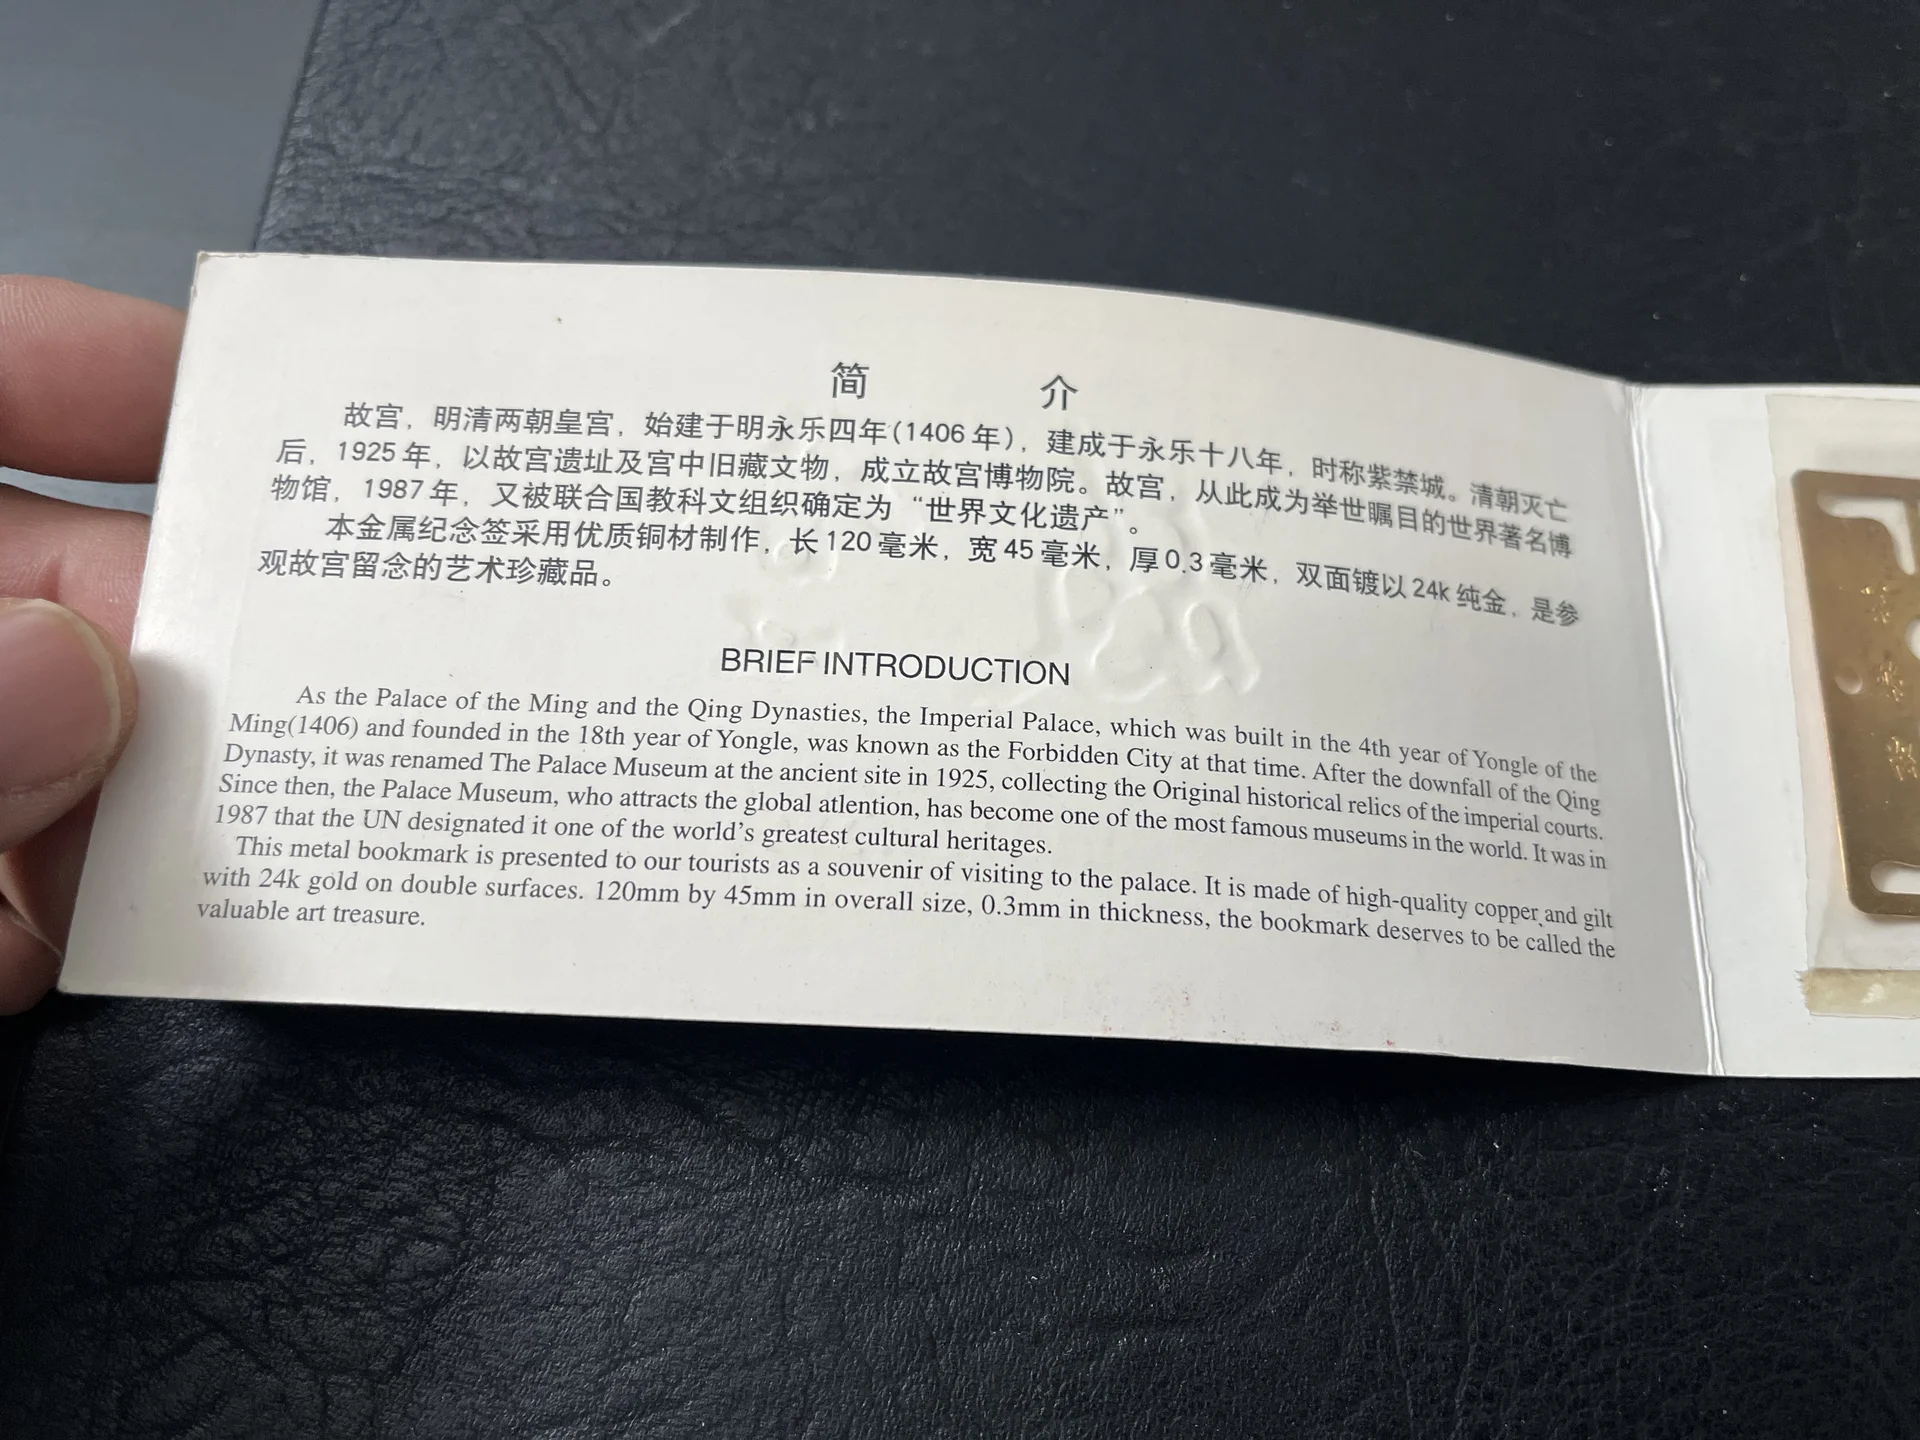 简 介
故宫，明清两朝皇宫，始建于明永乐四年(1406年)，建成于永乐十八年，时称紫禁城。清朝灭亡
后，1925年，以故宫遗址及宫中旧藏文物，成立故宫博物院。故宫，从此成为举世瞩目的世界著名博
物馆，1987年，又被联合国教科文组织确定为“世界文化遗产”。
本金属纪念签采用优质铜材制作，长120毫米，宽45毫米，厚0.3毫米，双面镀以24k纯金，是参
观故宫留念的艺术珍藏品。
BRIEF INTRODUCTION
As the Palace of the Ming and the Qing Dynasties, the Imperial Palace, which was built in the 4th year of Yongle of the
Ming(1406) and founded in the 18th year of Yongle, was known as the Forbidden City at that time. After the downfall of the Qing
Dynasty, it was renamed The Palace Museum at the ancient site in 1925, collecting the Original historical relics of the imperial courts.
Since then, the Palace Museum, who attracts the global atlention, has become one of the most famous museums in the world. It was in
1987 that the UN designated it one of the world's greatest cultural heritages.
This metal bookmark is presented to our tourists as a souvenir of visiting to the palace. It is made of high-quality copper and gilt
with 24k gold on double surfaces. 120mm by 45mm in overall size, 0.3mm in thickness, the bookmark deserves to be called the
valuable art treasure.